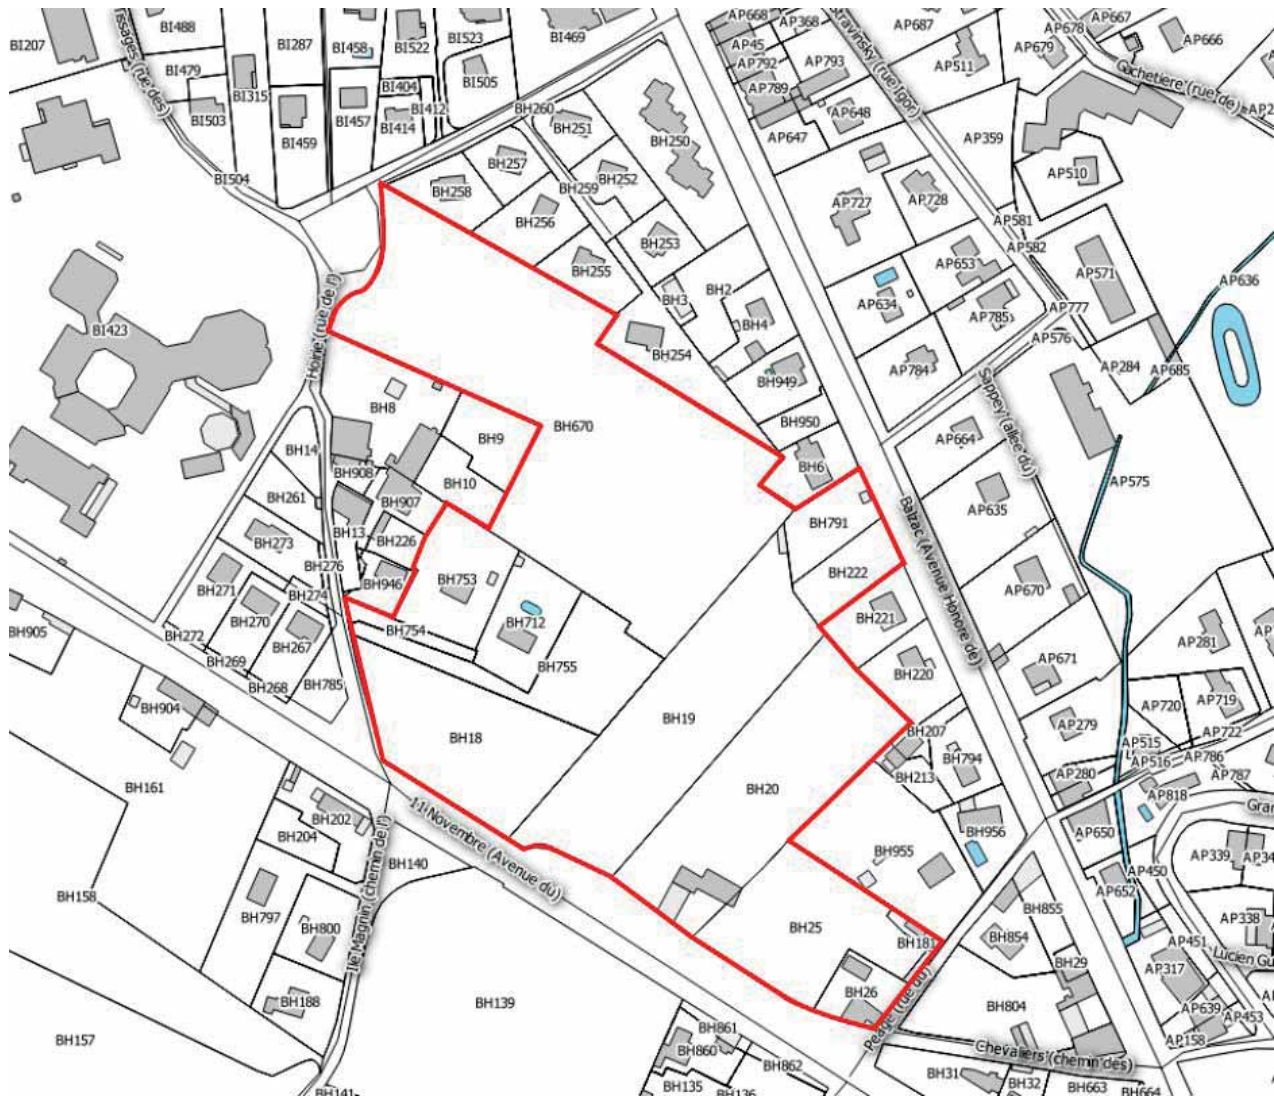 BI488
BI207
BI287
BI458
BI522
BI523
BI469
AP668
AP368
AP687
AP678
AP667
AP666
AP45
AP792
AP793
AP679
BI479
BI505
AP511
Gachetiere (rue de)
BI315
BI404
AP789
BI503
BI457
BI412
BI414
BH260
BH251
AP648
BI459
BH250
AP647
AP359
BH257
BI504
BH258
BH259
BH252
AP510
BH256
AP727
AP728
AP581
AP582
BH253
BH255
AP653
AP571
AP636
BH2
BH3
AP634
AP777
AP785
BI423
BH4
AP576
BH254
Horme (rue de l')
AP784
AP284
AP685
BH949
Sappey (allee du)
BH8
BH950
BH670
BH9
AP664
BH14
BH6
BH908
BH10
AP575
BH261
BH907
AP635
BH791
Balzac (Avenue Honore de)
BH13
BH226
BH273
BH276
BH222
BH946
BH753
AP670
BH271
BH274
BH270
BH221
BH712
BH905
BH754
BH272
BH267
AP281
BH269
BH755
AP671
BH268
BH785
BH220
AP719
AP720
BH904
BH19
AP279
BH207
AP722
BH18
BH794
AP515
AP786
AP516
BH213
AP280
AP787
BH161
BH20
AP818
11 Novembre (Avenue du)
BH202
BH956
AP650
BH204
BH955
AP339
BH140
AP450
AP652
BH158
BH797
BH855
BH800
BH25
AP338
Ile Magnin (chemin de l')
BH181
BH854
AP451
BH29
AP317
BH188
BH139
BH26
BH804
AP639
AP453
Peage (rue du)
BH861
AP158
BH157
BH860
Chevaliers (chemin des)
BH862
BH31
BH32
BH135
BH663
BH664
BH136
BH141